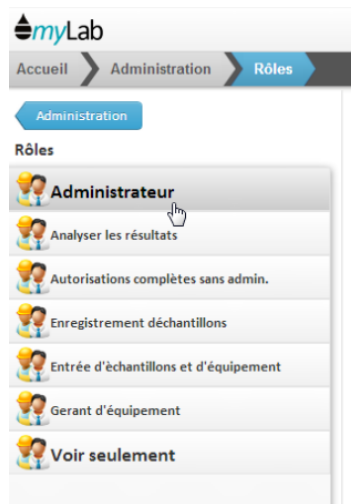 myLab
Accueil Administration Rôles
Administration
Rôles
Administrateur
Analyser les résultats
Autorisations complètes sans admin.
Enregistrement déchantillons
Entrée d'èchantillons et d'équipement
Gerant d'équipement
Voir seulement